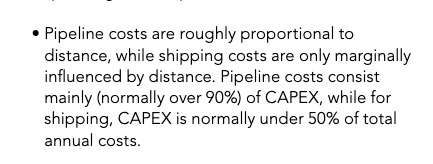 • Pipeline costs are roughly proportional to
distance, while shipping costs are only marginally
influenced by distance. Pipeline costs consist
mainly (normally over 90%) of CAPEX, while for
shipping, CAPEX is normally under 50% of total
annual costs.